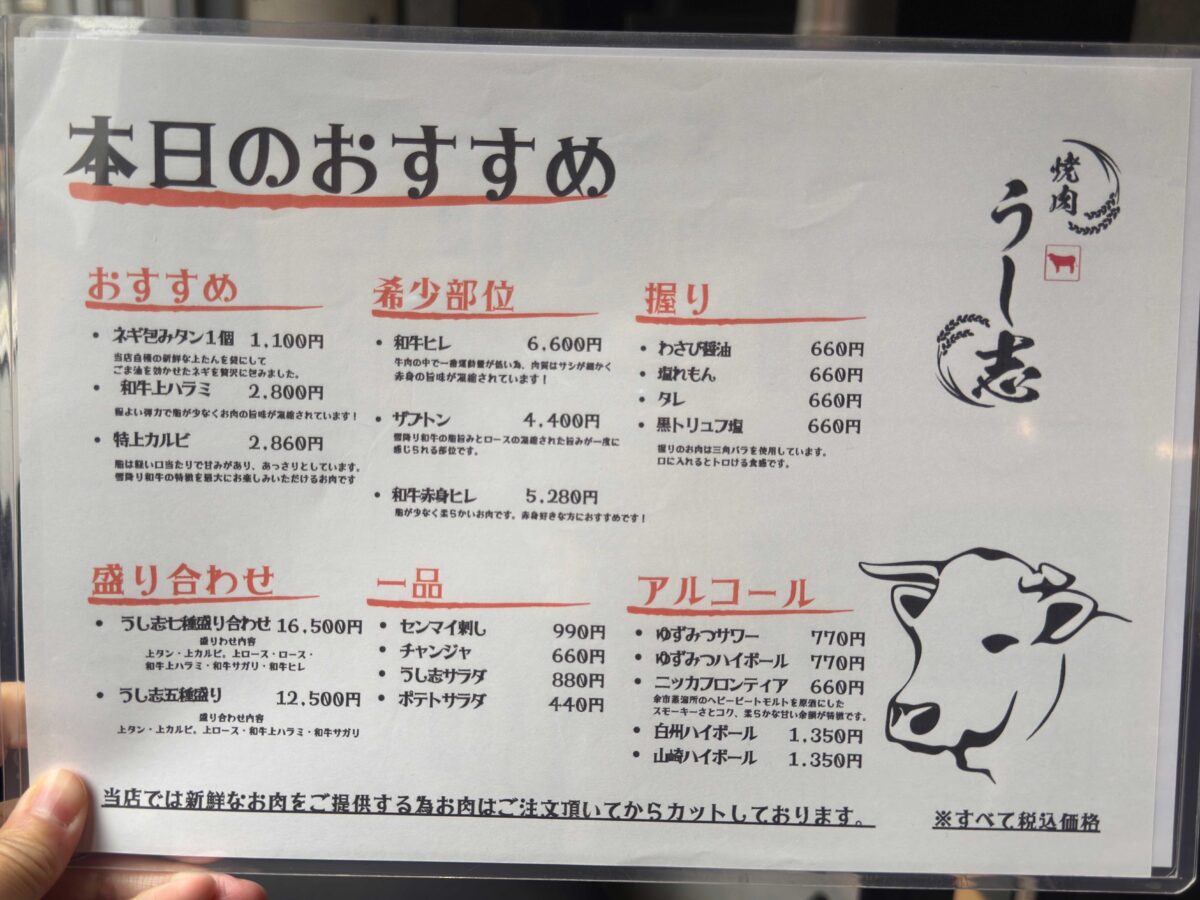 本日のおすすめ
焼肉
うし志
おすすめ
・ネギ包みタン1個 1,100円
当店自慢の新鮮な上たんを袋にして
ごま油を効かせたネギを贅沢に包みました。
・和牛上ハラミ 2,800円
程よい弾力で脂が少なくお肉の旨味が凝縮されています!
・特上カルビ 2,860円
脂は軽い口当たりで甘みがあり、あっさりとしています。
霜降り和牛の特徴を最大にお楽しみいただけるお肉です
希少部位
・和牛ヒレ 6,600円
牛肉の中で一番運動量が低い為、肉質はサシが細かく
赤身の旨味が凝縮されています!
・ザブトン 4,400円
霜降り和牛の脂旨みとロースの凝縮された旨みが一度に
感じられる部位です。
・和牛赤身ヒレ 5,280円
脂が少なく柔らかいお肉です。赤身好きな方におすすめです!
握り
・わさび醤油 660円
・塩れもん 660円
・タレ 660円
・黒トリュフ塩 660円
握りのお肉は三角バラを使用しています。
口に入れるとトロける食感です。
盛り合わせ
・うし志七種盛り合わせ 16,500円
盛りわせ内容
上タン・上カルビ。上ロース・ロース・
和牛上ハラミ・和牛サガリ・和牛ヒレ
・うし志五種盛り 12,500円
盛り合わせ内容
上タン・上カルビ。上ロース・和牛上ハラミ・和牛サガリ
一品
・センマイ刺し 990円
・チャンジャ 660円
・うし志サラダ 880円
・ポテトサラダ 440円
アルコール
・ゆずみつサワー 770円
・ゆずみつハイボール 770円
・ニッカフロンティア 660円
余市蒸溜所のヘビーピートモルトを原酒にした
スモーキーさとコク、柔らかな甘い余韻が特徴です。
・白州ハイボール 1,350円
・山崎ハイボール 1,350円
当店では新鮮なお肉をご提供する為お肉はご注文頂いてからカットしております。
※すべて税込価格